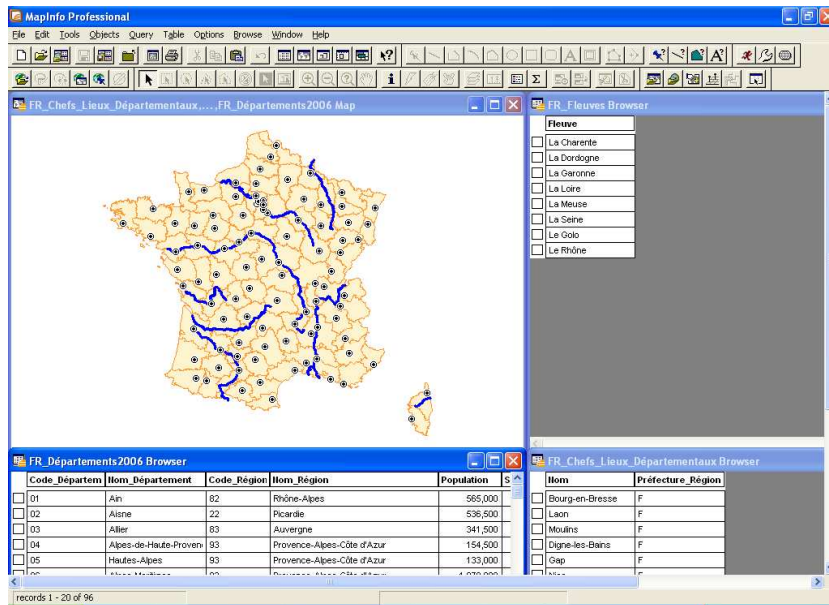 MapInfo Professional
File Edit Tools Objects Query Table Options Browse Window Help
FR_Chefs_Lieux_Départementaux,...,FR_Départements2006 Map
FR_Fleuves Browser
Fleuve
La Charente
La Dordogne
La Garonne
La Loire
La Meuse
La Seine
Le Golo
Le Rhône
FR_Départements2006 Browser
Code_Départem Nom_Département Code_Région Nom_Région Population S
01 Ain 82 Rhône-Alpes 565,000
02 Aisne 22 Picardie 536,500
03 Allier 83 Auvergne 341,500
04 Alpes-de-Haute-Proven 93 Provence-Alpes-Côte d'Azur 154,500
05 Hautes-Alpes 93 Provence-Alpes-Côte d'Azur 133,000
FR_Chefs_Lieux_Départementaux Browser
Nom Préfecture_Région
Bourg-en-Bresse F
Laon F
Moulins F
Digne-les-Bains F
Gap F
records 1 - 20 of 96